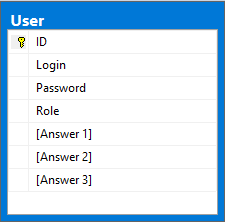 User
ID
Login
Password
Role
[Answer 1]
[Answer 2]
[Answer 3]